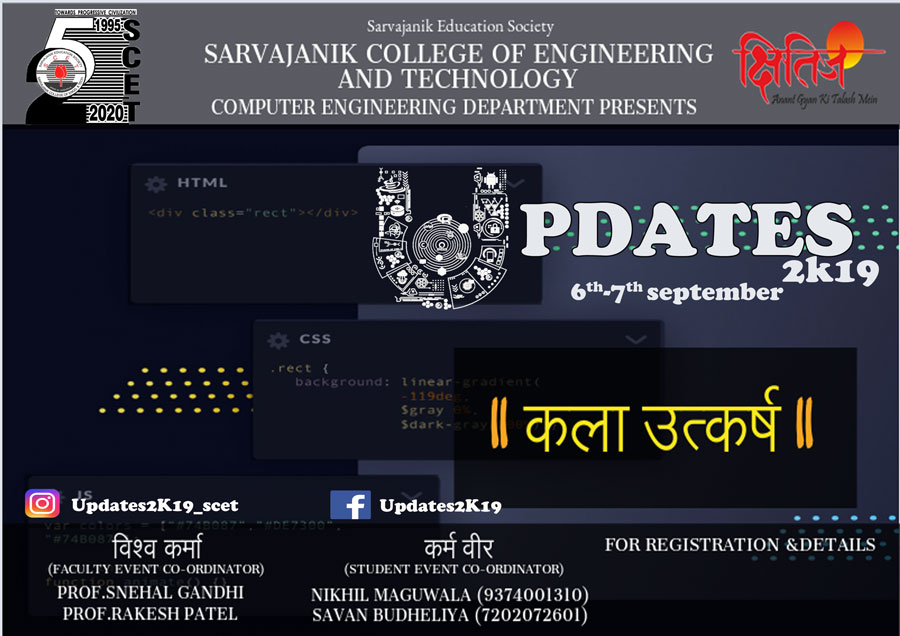 TOWARDS PROGRESSIVE CIVILIZATION
1995-
2020
SCET
Sarvajanik Education Society
SARVAJANIK COLLEGE OF ENGINEERING
AND TECHNOLOGY
COMPUTER ENGINEERING DEPARTMENT PRESENTS
क्षितिज
Anant Gyan Ki Talash Mein
HTML
<div class="rect"></div>
UPDATES
2k19
6th-7th september
CSS
.rect {
background: linear-gradient(
-119deg,
$gray 0%,
$dark-gray
|| कला उत्कर्ष ||
JS
Updates2K19_scet
Updates2K19
var colors = ["#74B087","#DE7300",
"#74B087
विश्व कर्मा
(FACULTY EVENT CO-ORDINATOR)
PROF.SNEHAL GANDHI
PROF.RAKESH PATEL
function animate() {}
कर्म वीर
(STUDENT EVENT CO-ORDINATOR)
NIKHIL MAGUWALA (9374001310)
SAVAN BUDHELIYA (7202072601)
FOR REGISTRATION &DETAILS